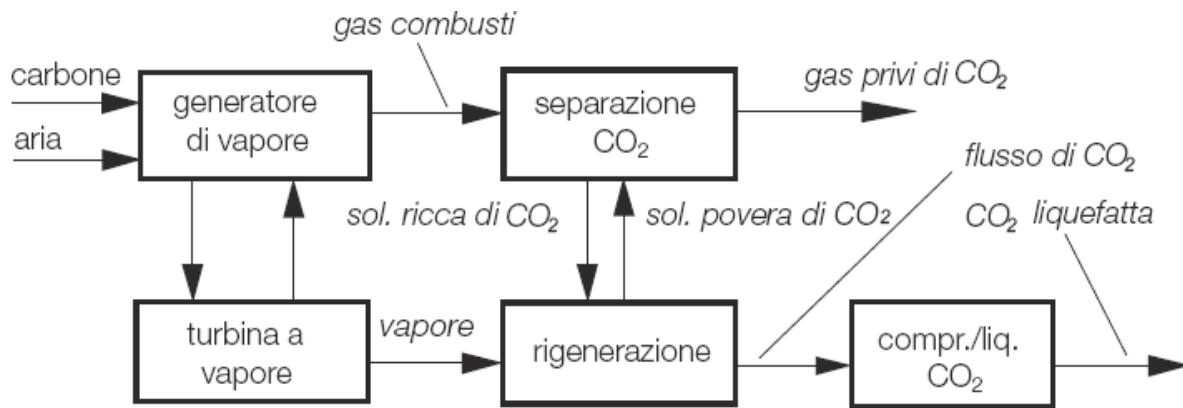 gas combusti
carbone
aria
generatore
di vapore
separazione
CO₂
gas privi di CO₂
flusso di CO₂
sol. ricca di CO₂
sol. povera di CO₂
CO₂ liquefatta
turbina a
vapore
vapore
rigenerazione
compr./liq.
CO₂